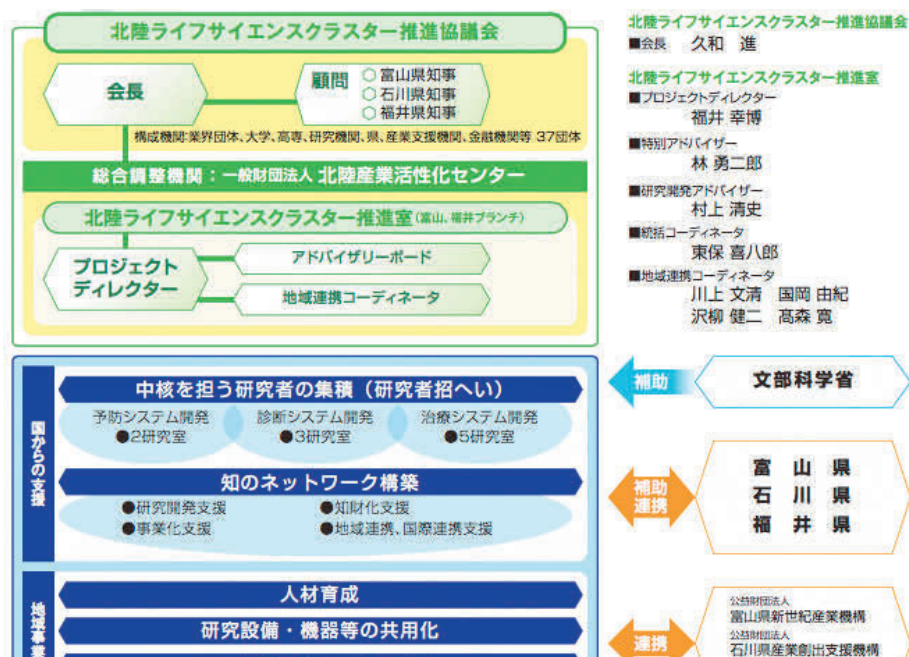 北陸ライフサイエンスクラスター推進協議会
会長
顧問
○富山県知事
○石川県知事
○福井県知事
構成機関:業界団体、大学、高専、研究機関、県、産業支援機関、金融機関等 37団体
総合調整機関：一般財団法人 北陸産業活性化センター
北陸ライフサイエンスクラスター推進室(富山、福井ブランチ)
プロジェクト
ディレクター
アドバイザリーボード
地域連携コーディネータ
北陸ライフサイエンスクラスター推進協議会
■会長 久和 進
北陸ライフサイエンスクラスター推進室
■プロジェクトディレクター
福井 幸博
■特別アドバイザー
林 勇二郎
■研究開発アドバイザー
村上 清史
■統括コーディネータ
東保 喜八郎
■地域連携コーディネータ
川上 文清 国岡 由紀
沢柳 健二 髙森 寛
国からの支援
中核を担う研究者の集積（研究者招へい）
予防システム開発
●2研究室
診断システム開発
●3研究室
治療システム開発
●5研究室
知のネットワーク構築
●研究開発支援
●知財化支援
●事業化支援
●地域連携、国際連携支援
地域事業
人材育成
研究設備・機器等の共用化
補助
文部科学省
補助
連携
富山県
石川県
福井県
連携
公益財団法人
富山県新世紀産業機構
公益財団法人
石川県産業創出支援機構